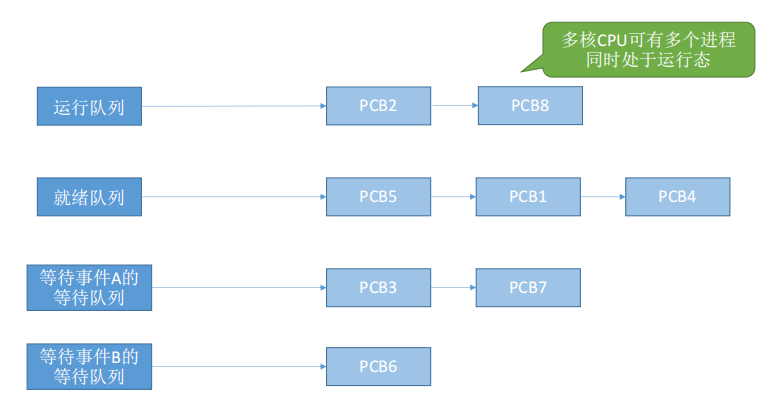 多核CPU可有多个进程
同时处于运行态
运行队列
PCB2
PCB8
就绪队列
PCB5
PCB1
PCB4
等待事件A的
等待队列
PCB3
PCB7
等待事件B的
等待队列
PCB6